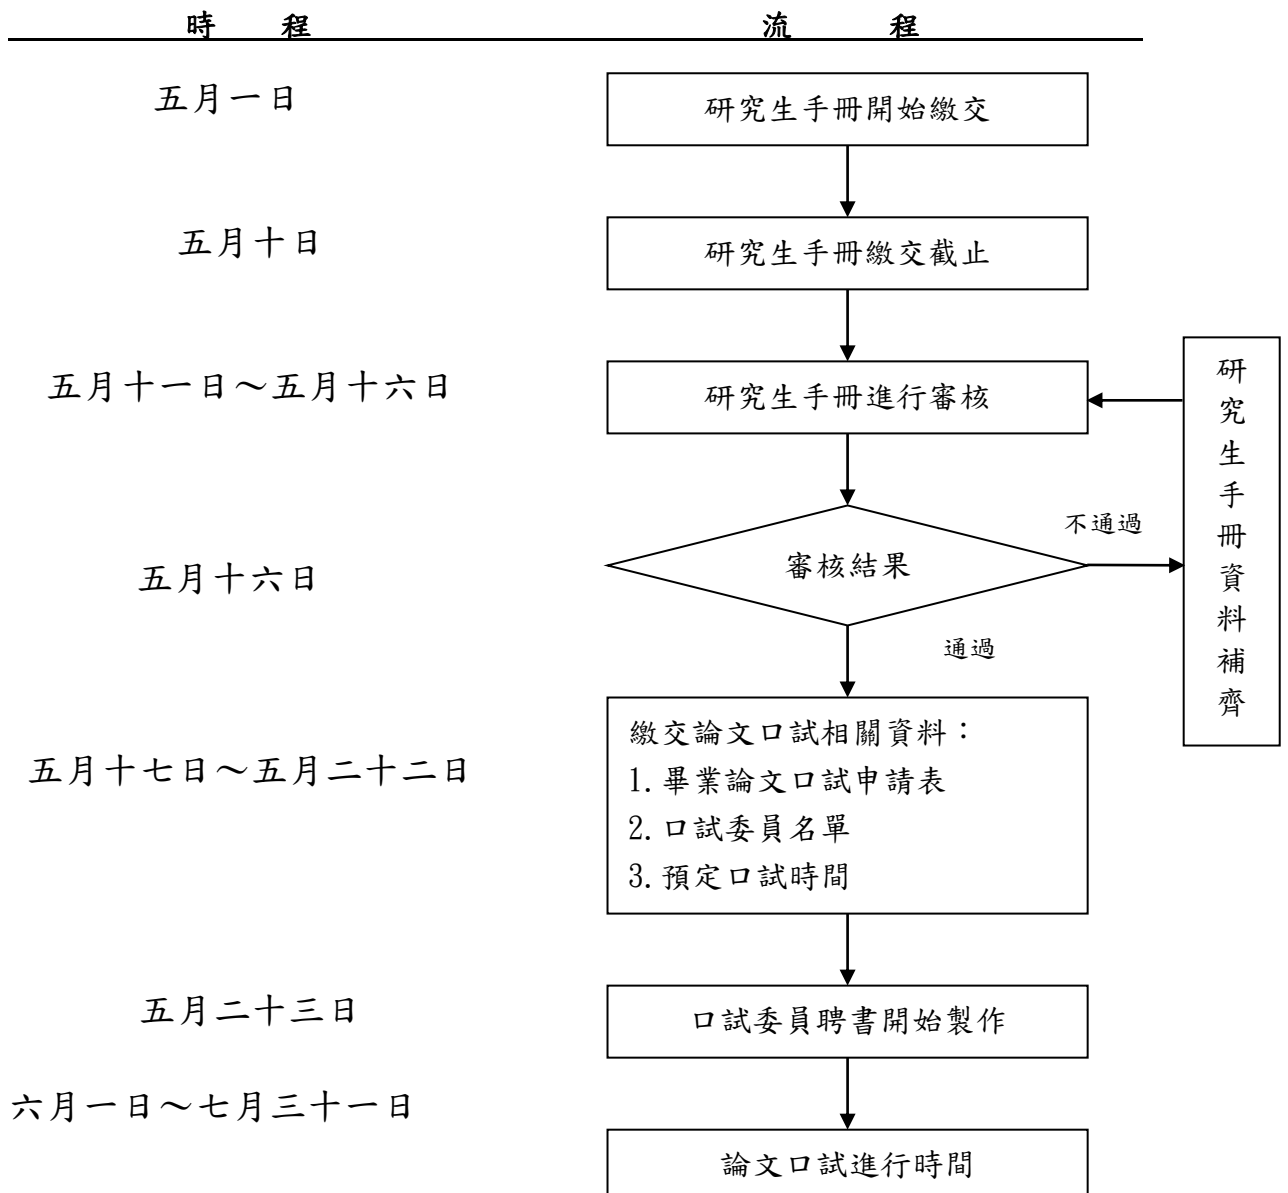 時　程　流　程
五月一日
研究生手冊開始繳交
五月十日
研究生手冊繳交截止
五月十一日～五月十六日
研究生手冊進行審核
研究生手冊資料補齊
五月十六日
審核結果
不通過
通過
五月十七日～五月二十二日
繳交論文口試相關資料：
1.畢業論文口試申請表
2.口試委員名單
3.預定口試時間
五月二十三日
口試委員聘書開始製作
六月一日～七月三十一日
論文口試進行時間